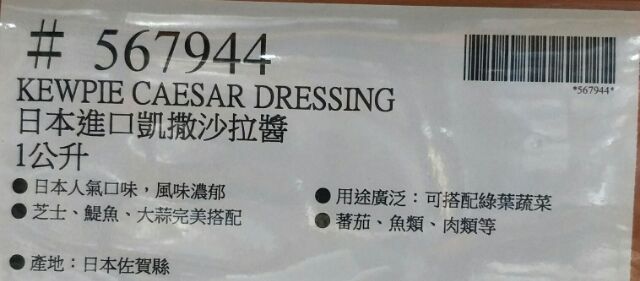 # 567944
*567944*
KEWPIE CAESAR DRESSING
日本進口凱撒沙拉醬
1公升
●日本人氣口味，風味濃郁
●芝士、鯷魚、大蒜完美搭配
●用途廣泛：可搭配綠葉蔬菜
●蕃茄、魚類、肉類等
●產地：日本佐賀縣